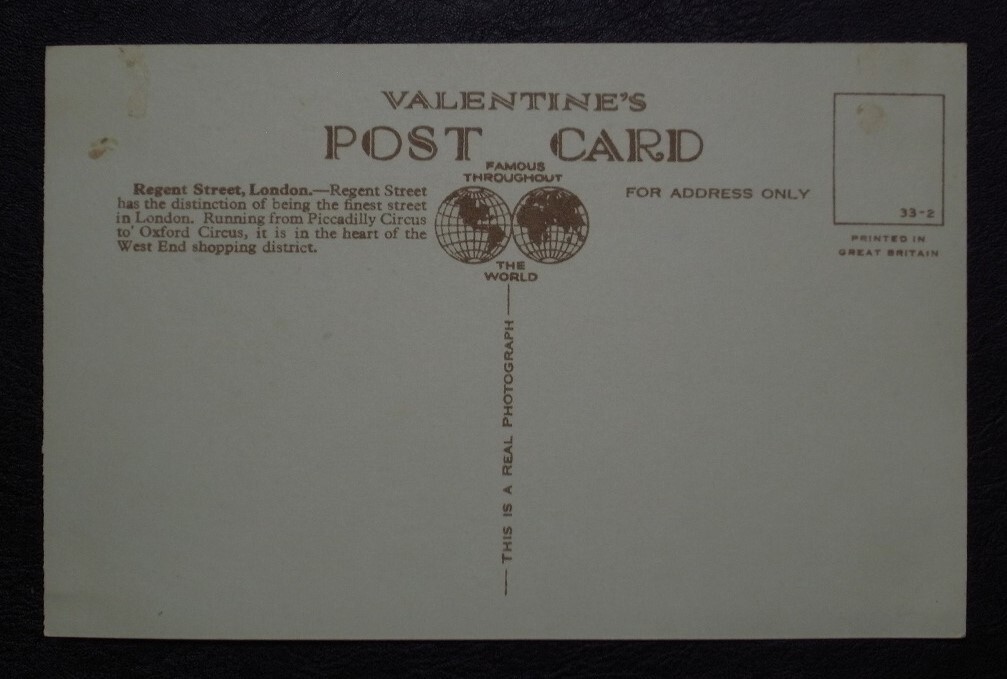 VALENTINE'S
POST CARD
FAMOUS
THROUGHOUT
THE
WORLD
Regent Street, London.—Regent Street
has the distinction of being the finest street
in London. Running from Piccadilly Circus
to' Oxford Circus, it is in the heart of the
West End shopping district.
FOR ADDRESS ONLY
33-2
PRINTED IN
GREAT BRITAIN
THIS IS A REAL PHOTOGRAPH